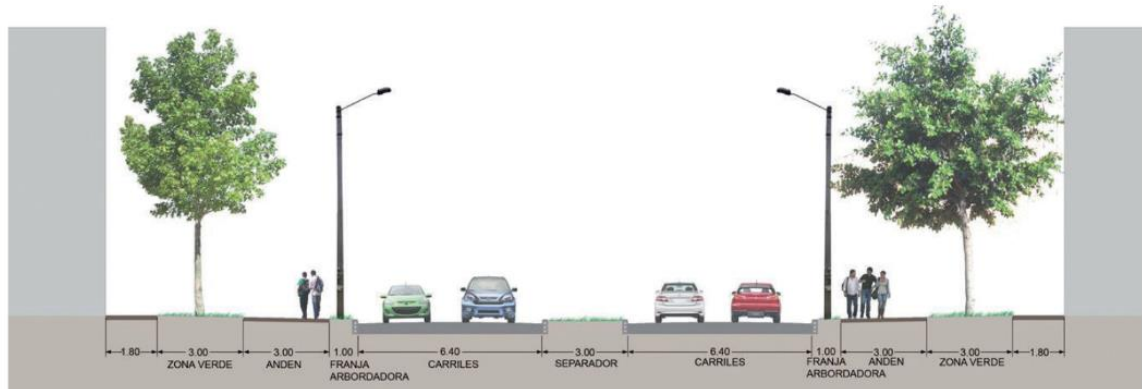 1.80 3.00 3.00 1.00 6.40 3.00 6.40 1.00 3.00 3.00 1.80
ZONA VERDE ANDEN FRANJA CARRILES SEPARADOR CARRILES FRANJA ANDEN ZONA VERDE
ARBORDADORA ARBORDADORA